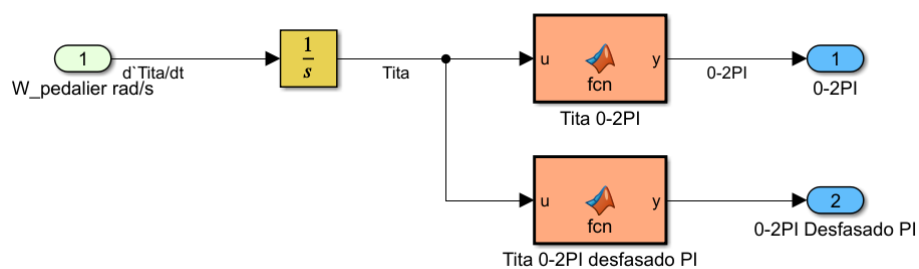 1
W_pedalier rad/s
d`Tita/dt
1
s
Tita
u
y
fcn
Tita 0-2PI
0-2PI
1
0-2PI
u
y
fcn
Tita 0-2PI desfasado PI
2
0-2PI Desfasado PI